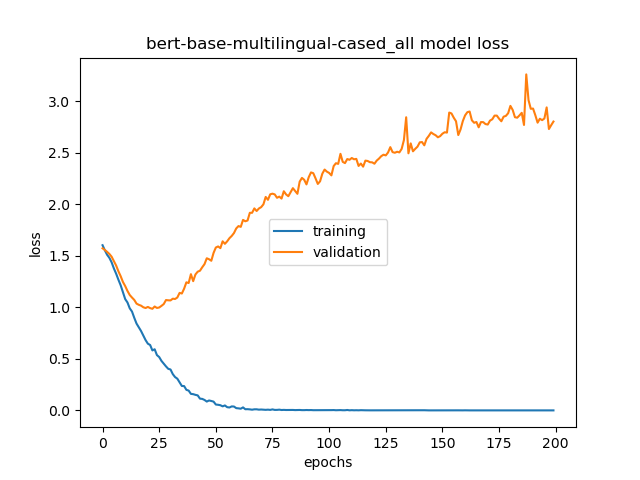 bert-base-multilingual-cased_all model loss
loss
3.0
2.5
2.0
1.5
1.0
0.5
0.0
training
validation
0 25 50 75 100 125 150 175 200
epochs